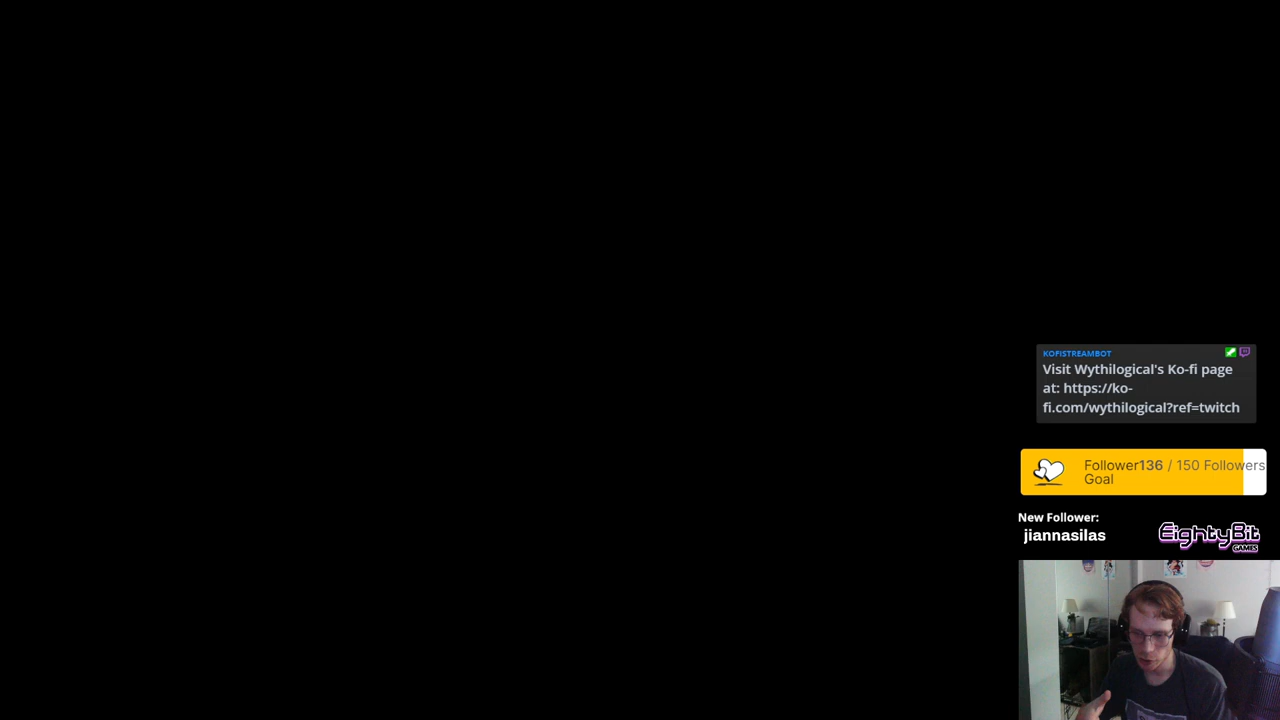 KOFISTREAMBOT
Visit Wythilogical's Ko-fi page
at: https://ko-
fi.com/wythilogical?ref=twitch
Follower136 / 150 Followers
Goal
New Follower:
jiannasilas
EightyBit
GAMES